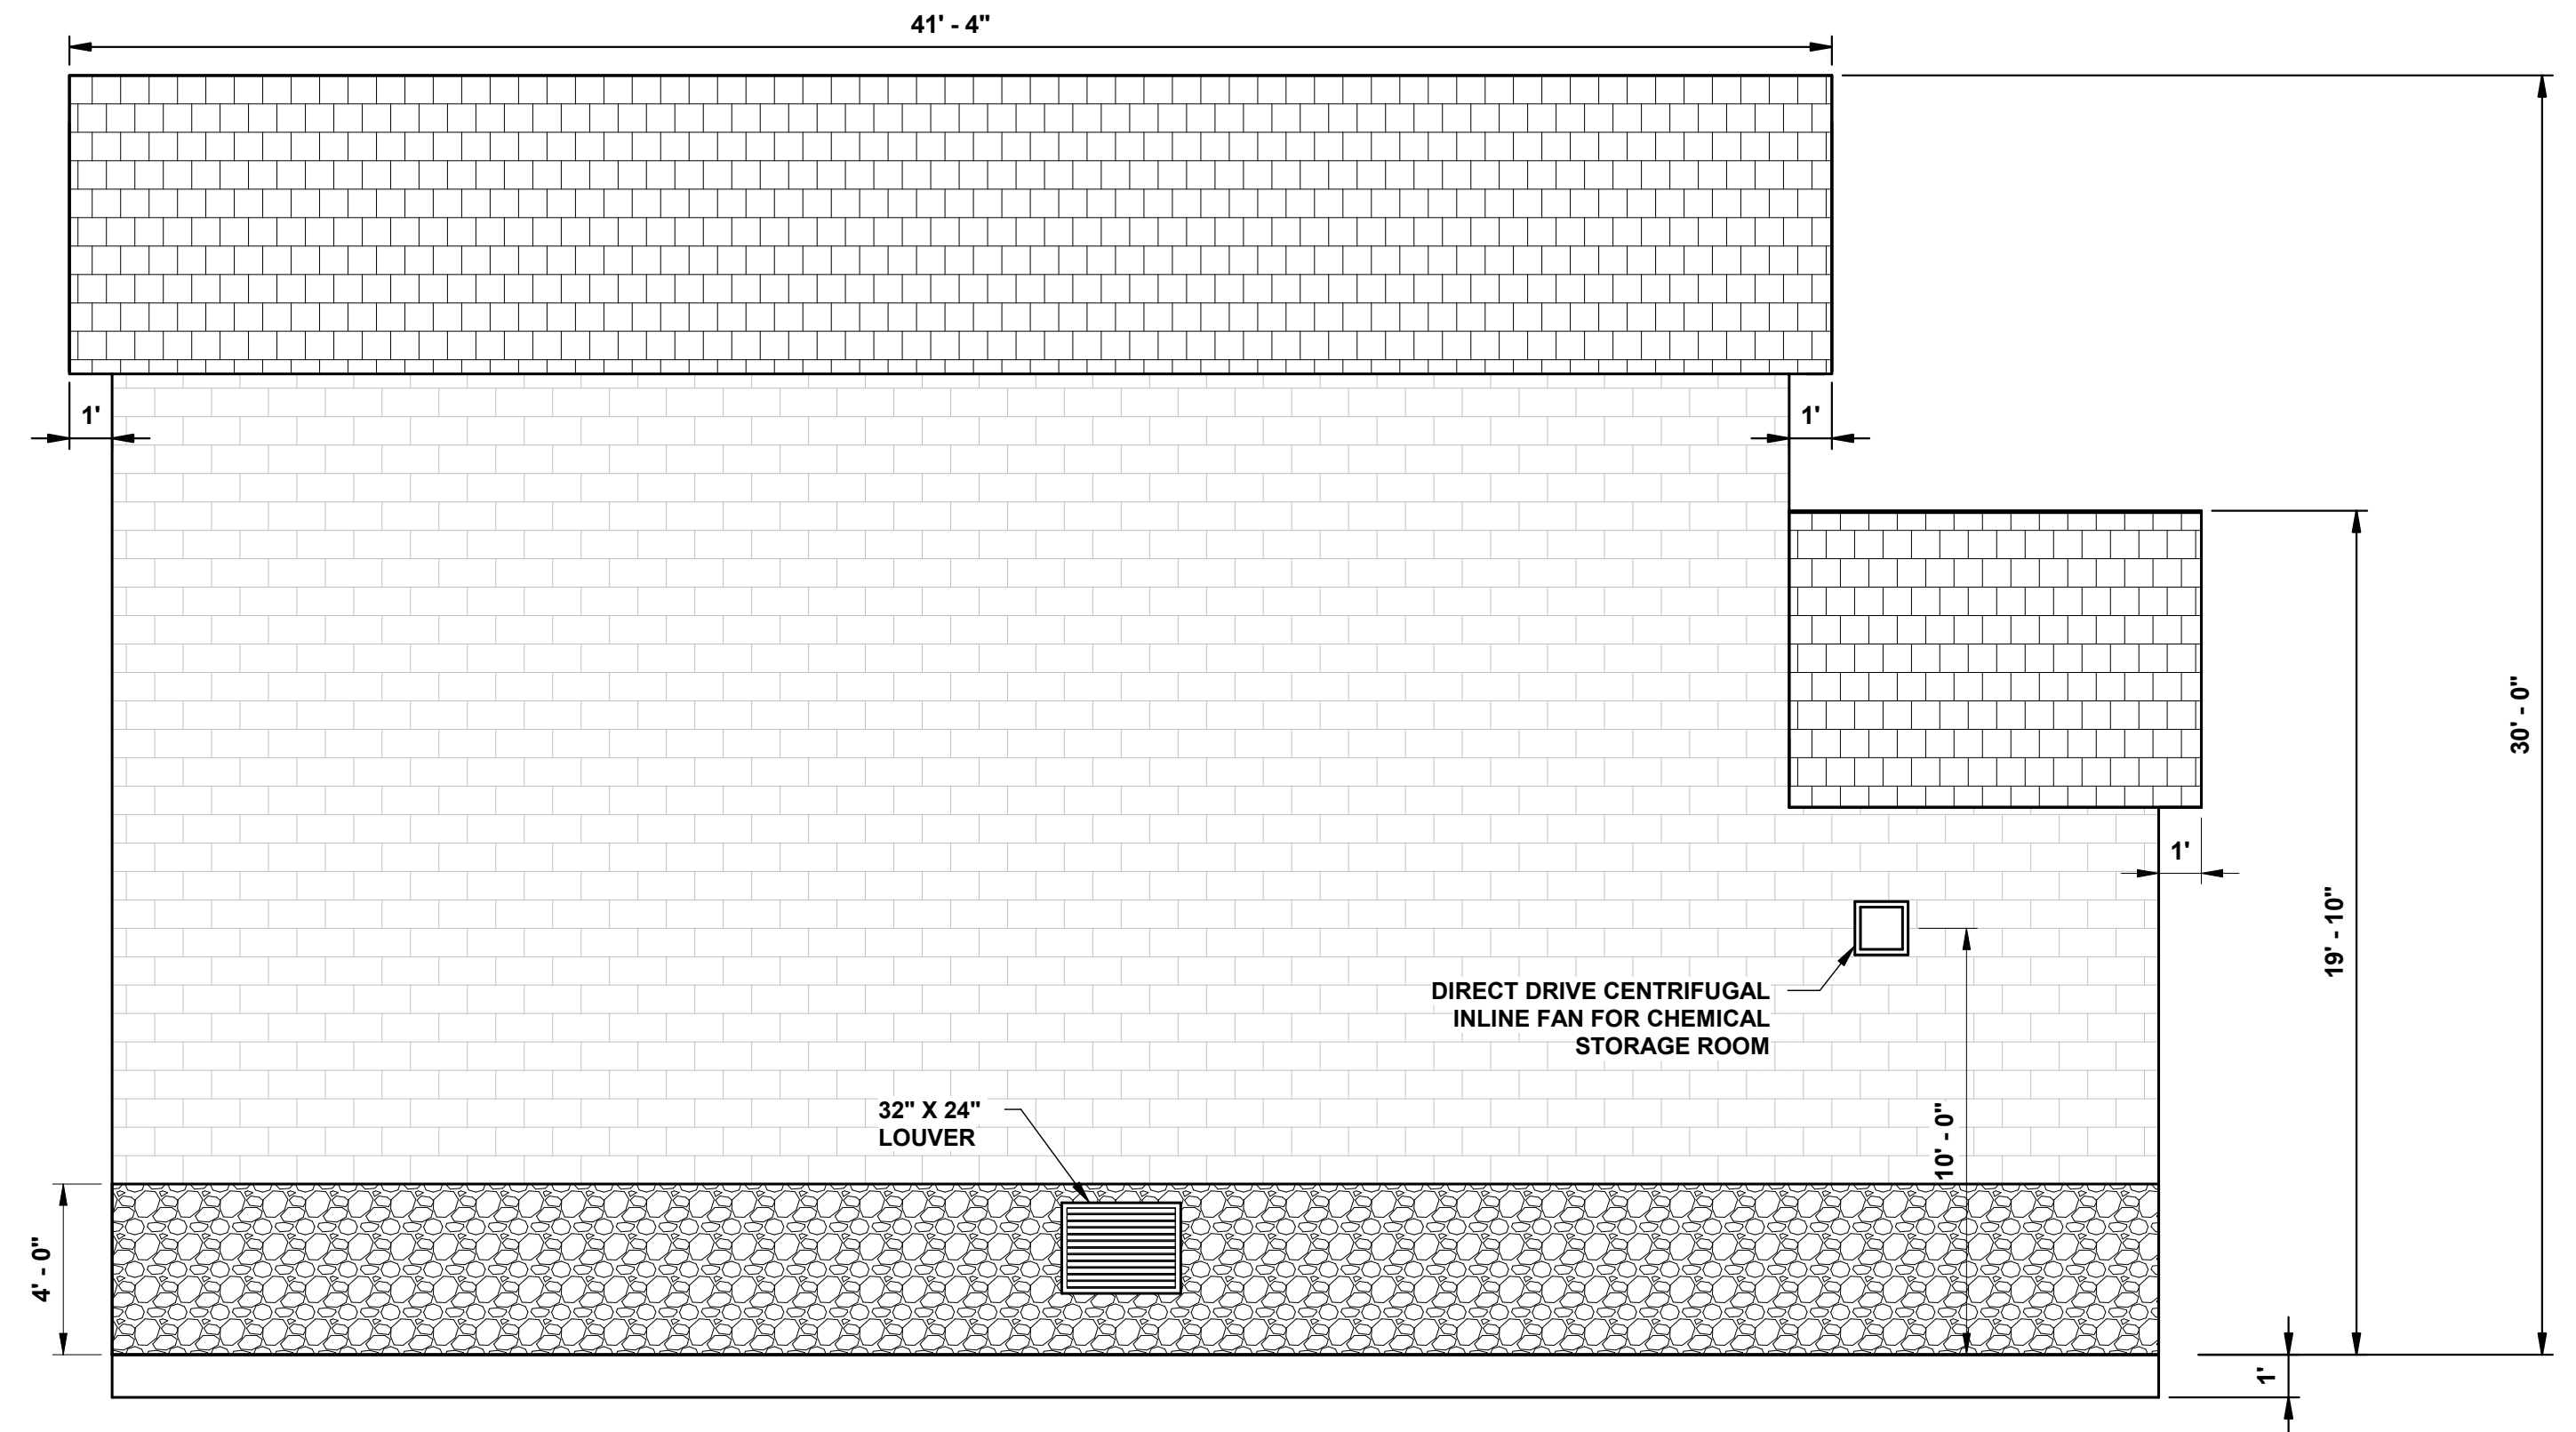 41' - 4"
1'
1'
30' - 0"
1'
19' - 10"
DIRECT DRIVE CENTRIFUGAL
INLINE FAN FOR CHEMICAL
STORAGE ROOM
32" X 24"
LOUVER
10' - 0"
4' - 0"
1'